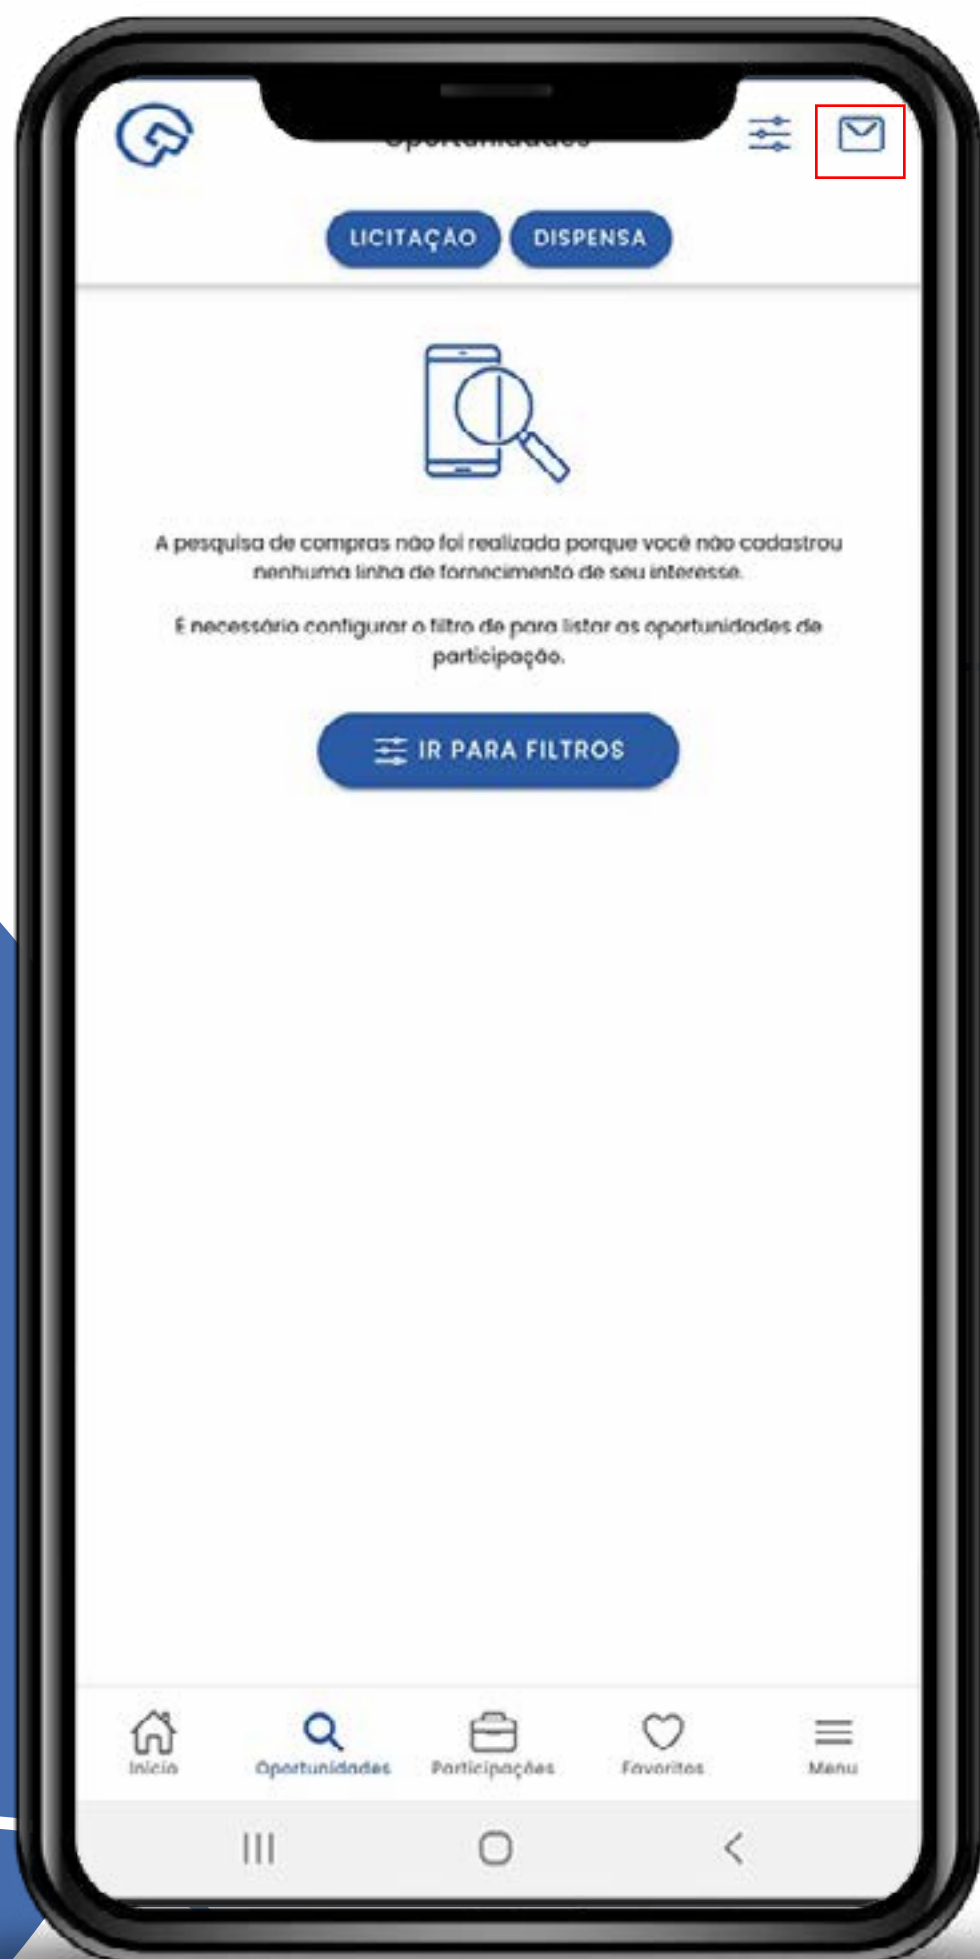 Oportunidades
LICITAÇÃO DISPENSA
A pesquisa de compras não foi realizada porque você não cadastrou
nenhuma linha de fornecimento de seu interesse.
É necessário configurar o filtro de para listar as oportunidades de
participação.
IR PARA FILTROS
Início Oportunidades Participações Favoritos Menu